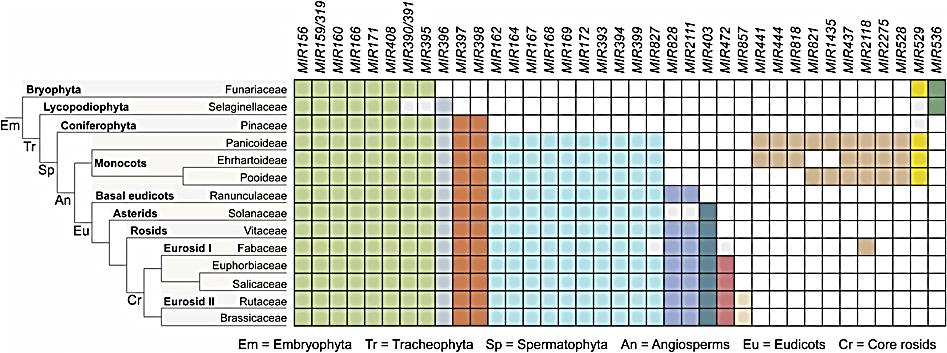 MIR156 MIR159/319 MIR160 MIR166 MIR171 MIR408 MIR390/391 MIR395 MIR396 MIR397 MIR398 MIR162 MIR164 MIR167 MIR168 MIR169 MIR172 MIR393 MIR394 MIR399 MIR827 MIR828 MIR2111 MIR403 MIR472 MIR857 MIR441 MIR444 MIR818 MIR821 MIR1435 MIR437 MIR2118 MIR2275 MIR528 MIR529 MIR536
Bryophyta Funariaceae
Lycopodiophyta Selaginellaceae
Em
Coniferophyta Pinaceae
Tr
Panicoideae
Monocots Ehrhartoideae
Sp
Pooideae
Basal eudicots Ranunculaceae
An
Asterids Solanaceae
Eu Rosids Vitaceae
Eurosid I Fabaceae
Euphorbiaceae
Salicaceae
Cr Eurosid II Rutaceae
Brassicaceae
Em = Embryophyta Tr = Tracheophyta Sp = Spermatophyta An = Angiosperms Eu = Eudicots Cr = Core rosids